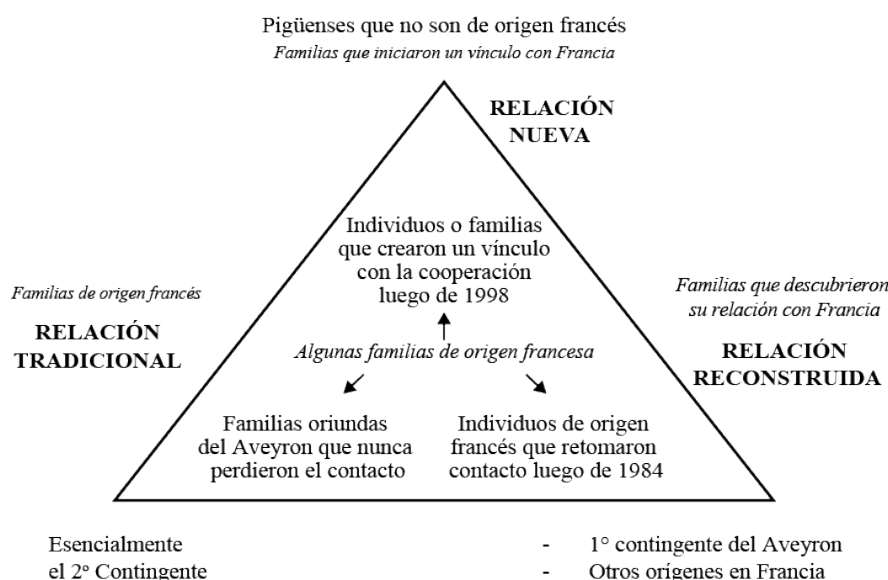 Pigüenses que no son de origen francés
Familias que iniciaron un vínculo con Francia
RELACIÓN
NUEVA
Individuos o familias
que crearon un vínculo
con la cooperación
luego de 1998
Familias de origen francés
RELACIÓN
TRADICIONAL
Familias que descubrieron
su relación con Francia
RELACIÓN
RECONSTRUIDA
Algunas familias de origen francesa
Familias oriundas
del Aveyron que nunca
perdieron el contacto
Individuos de origen
francés que retomaron
contacto luego de 1984
Esencialmente
el 2º Contingente
- 1° contingente del Aveyron
- Otros orígenes en Francia